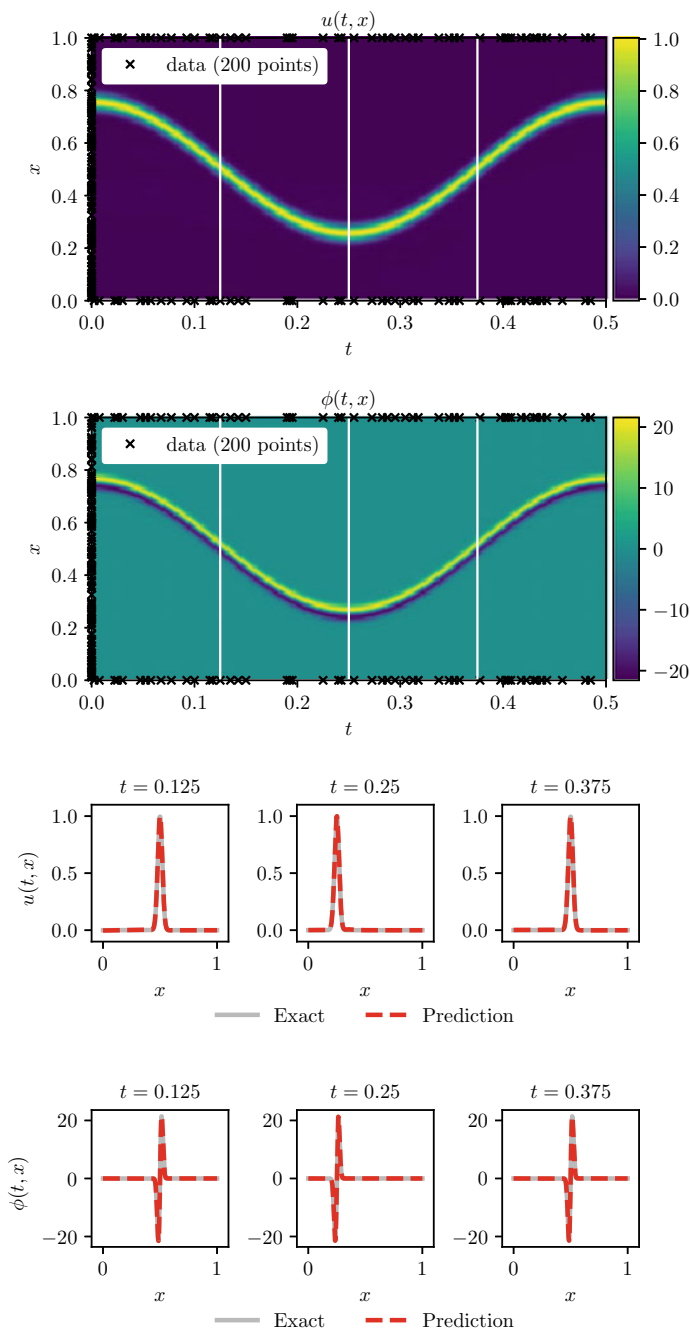 u(t, x)
1.0
0.8
0.6
0.4
0.2
0.0
x
× data (200 points)
1.0
0.8
0.6
0.4
0.2
0.0
0.0 0.1 0.2 0.3 0.4 0.5
t
ϕ(t, x)
1.0
0.8
0.6
0.4
0.2
0.0
x
× data (200 points)
20
10
0
−10
−20
0.0 0.1 0.2 0.3 0.4 0.5
t
t = 0.125 t = 0.25 t = 0.375
u(t, x)
1.0 1.0 1.0
0.5 0.5 0.5
0.0 0.0 0.0
0 1 0 1 0 1
x x x
Exact Prediction
t = 0.125 t = 0.25 t = 0.375
ϕ(t, x)
20 20 20
0 0 0
−20 −20 −20
0 1 0 1 0 1
x x x
Exact Prediction